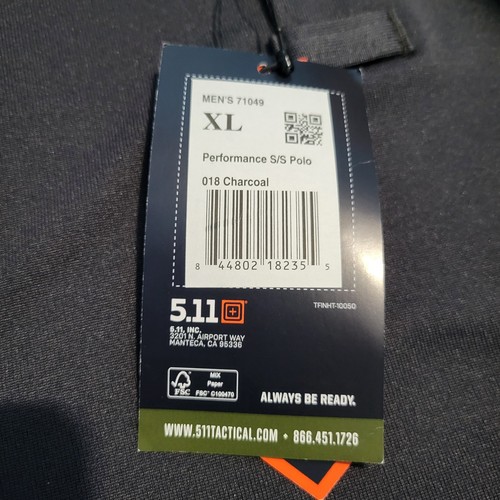 MEN'S 71049
XL
Performance S/S Polo
018 Charcoal
8 44802 18235 5
5.11
TFINHT-10050
5.11, INC.
3201 N. AIRPORT WAY
MANTECA, CA 95336
FSC
MIX
Paper
FSC® C100470
ALWAYS BE READY.
WWW.511TACTICAL.COM • 866.451.1726